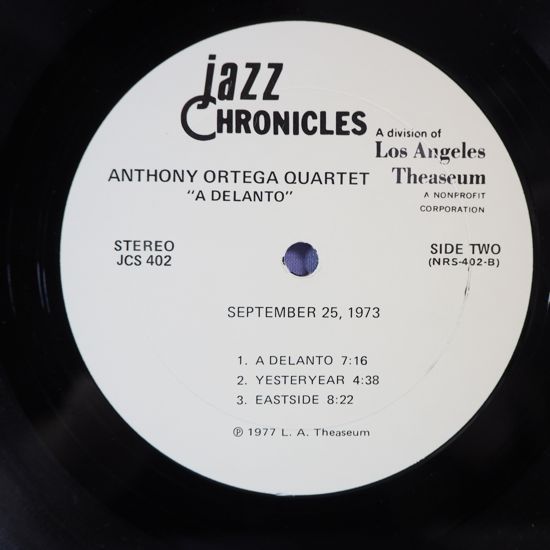 jazz
CHRONICLES
A division of
Los Angeles
Theaseum
A NONPROFIT
CORPORATION
ANTHONY ORTEGA QUARTET
"A DELANTO"
STEREO
JCS 402
SIDE TWO
(NRS-402-B)
SEPTEMBER 25, 1973
1. A DELANTO 7:16
2. YESTERYEAR 4:38
3. EASTSIDE 8:22
℗ 1977 L. A. Theaseum